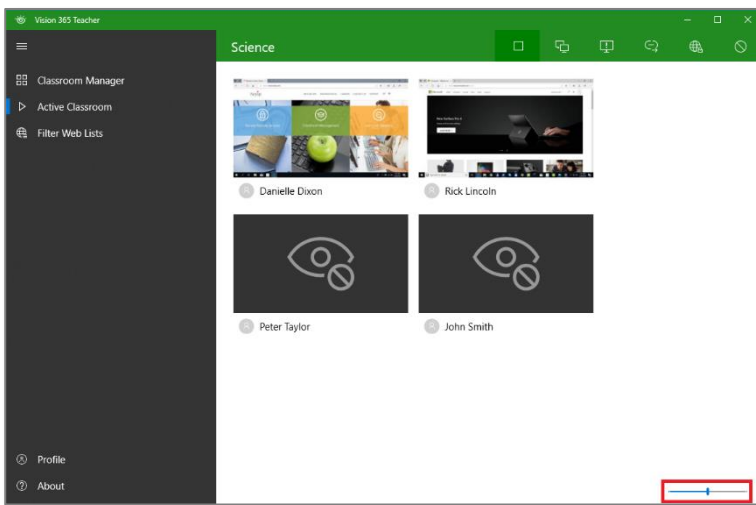 Vision 365 Teacher
Science
Classroom Manager
Active Classroom
Filter Web Lists
Danielle Dixon
Rick Lincoln
Peter Taylor
John Smith
Profile
About